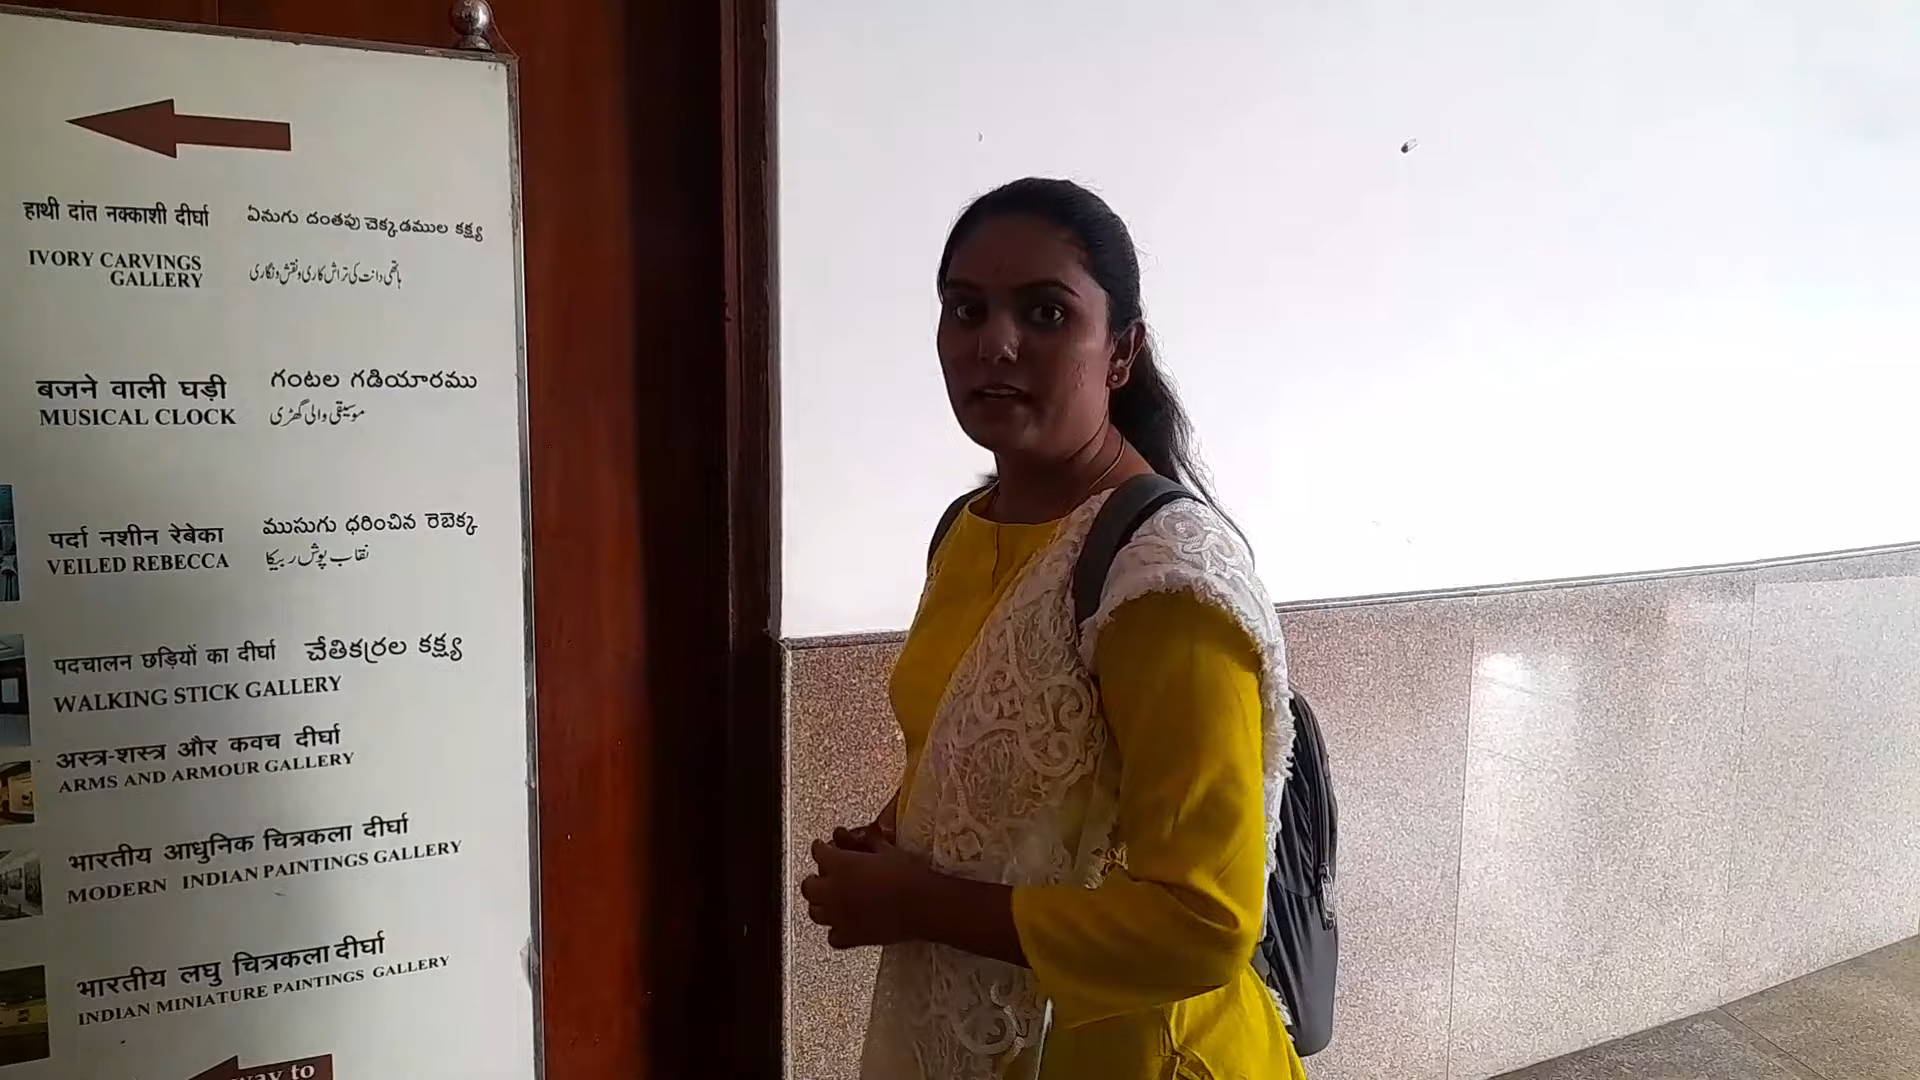 हाथी दांत नक्काशी दीर्घा ఏనుగు దంతపు చెక్కడముల కక్ష్య
IVORY CARVINGS
GALLERY
ہاتھی دانت کی تراش کاری و نقش و نگاری
बजने वाली घड़ी గంటల గడియారము
MUSICAL CLOCK موسیقی والی گھڑی
पर्दा नशीन रेबेका ముసుగు ధరించిన రెబెక్క
VEILED REBECCA نقاب پوش ربیکا
पदचालन छड़ियों का दीर्घा చేతికర్రల కక్ష్య
WALKING STICK GALLERY
अस्त्र-शस्त्र और कवच दीर्घा
ARMS AND ARMOUR GALLERY
भारतीय आधुनिक चित्रकला दीर्घा
MODERN INDIAN PAINTINGS GALLERY
भारतीय लघु चित्रकला दीर्घा
INDIAN MINIATURE PAINTINGS GALLERY
way to